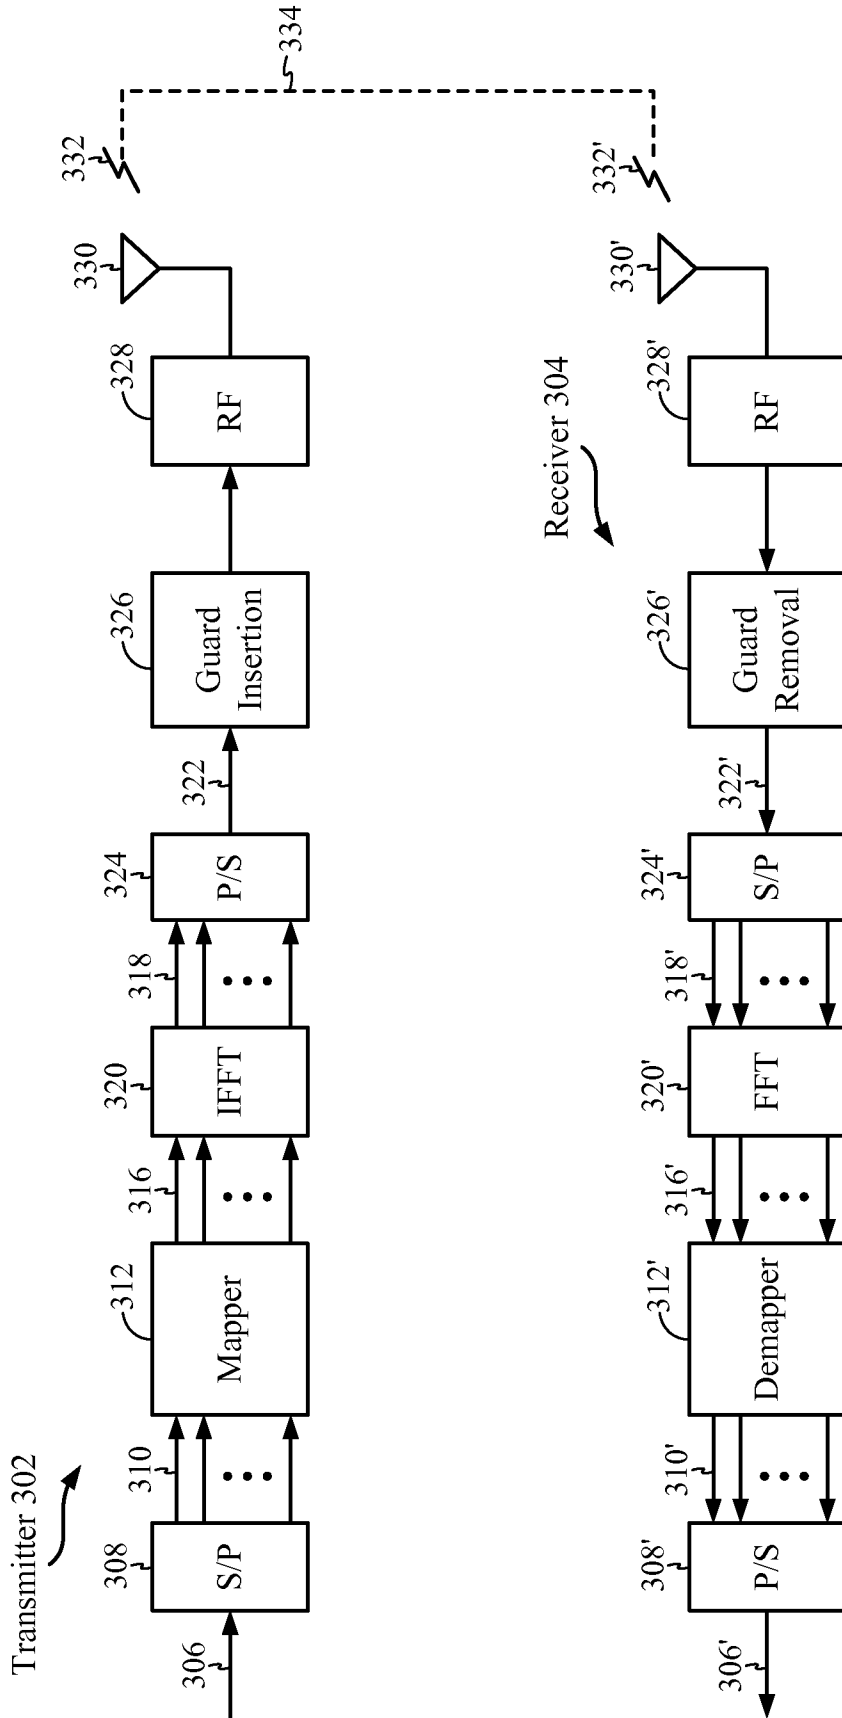 Transmitter 302
306
308
S/P
310
312
Mapper
316
320
IFFT
318
324
P/S
322
326
Guard
Insertion
328
RF
330
332
334
Receiver 304
306'
308'
P/S
310'
312'
Demapper
316'
320'
FFT
318'
324'
S/P
322'
326'
Guard
Removal
328'
RF
330'
332'